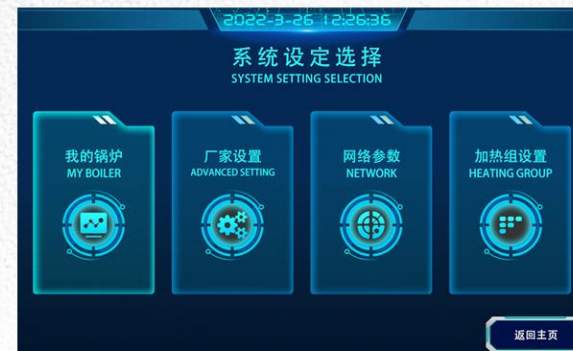 2022-3-26 12:26:36
系统设定选择
SYSTEM SETTING SELECTION
我的锅炉
MY BOILER
厂家设置
ADVANCED SETTING
网络参数
NETWORK
加热组设置
HEATING GROUP
返回主页